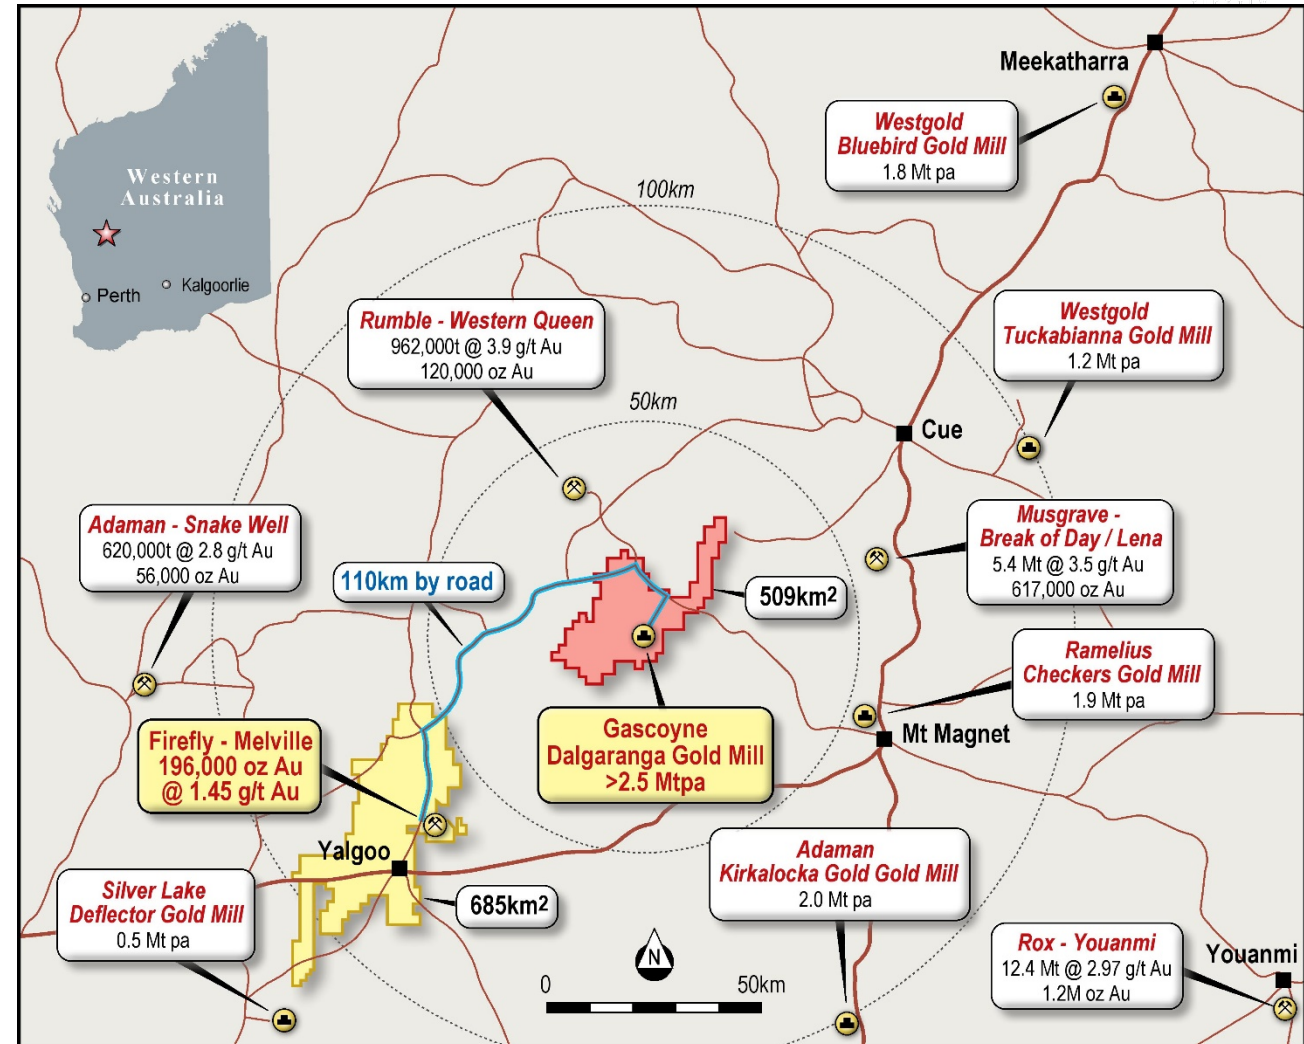 Meekatharra
Westgold
Bluebird Gold Mill
1.8 Mt pa
Western
Australia
Perth
Kalgoorlie
100km
Westgold
Tuckabianna Gold Mill
1.2 Mt pa
Rumble - Western Queen
962,000t @ 3.9 g/t Au
120,000 oz Au
50km
Cue
Adaman - Snake Well
620,000t @ 2.8 g/t Au
56,000 oz Au
Musgrave -
Break of Day / Lena
5.4 Mt @ 3.5 g/t Au
617,000 oz Au
110km by road
509km²
Ramelius
Checkers Gold Mill
1.9 Mt pa
Firefly - Melville
196,000 oz Au
@ 1.45 g/t Au
Gascoyne
Dalgaranga Gold Mill
>2.5 Mtpa
Mt Magnet
Yalgoo
Silver Lake
Deflector Gold Mill
0.5 Mt pa
685km²
Adaman
Kirkalocka Gold Gold Mill
2.0 Mt pa
N
0
50km
Rox - Youanmi
12.4 Mt @ 2.97 g/t Au
1.2M oz Au
Youanmi